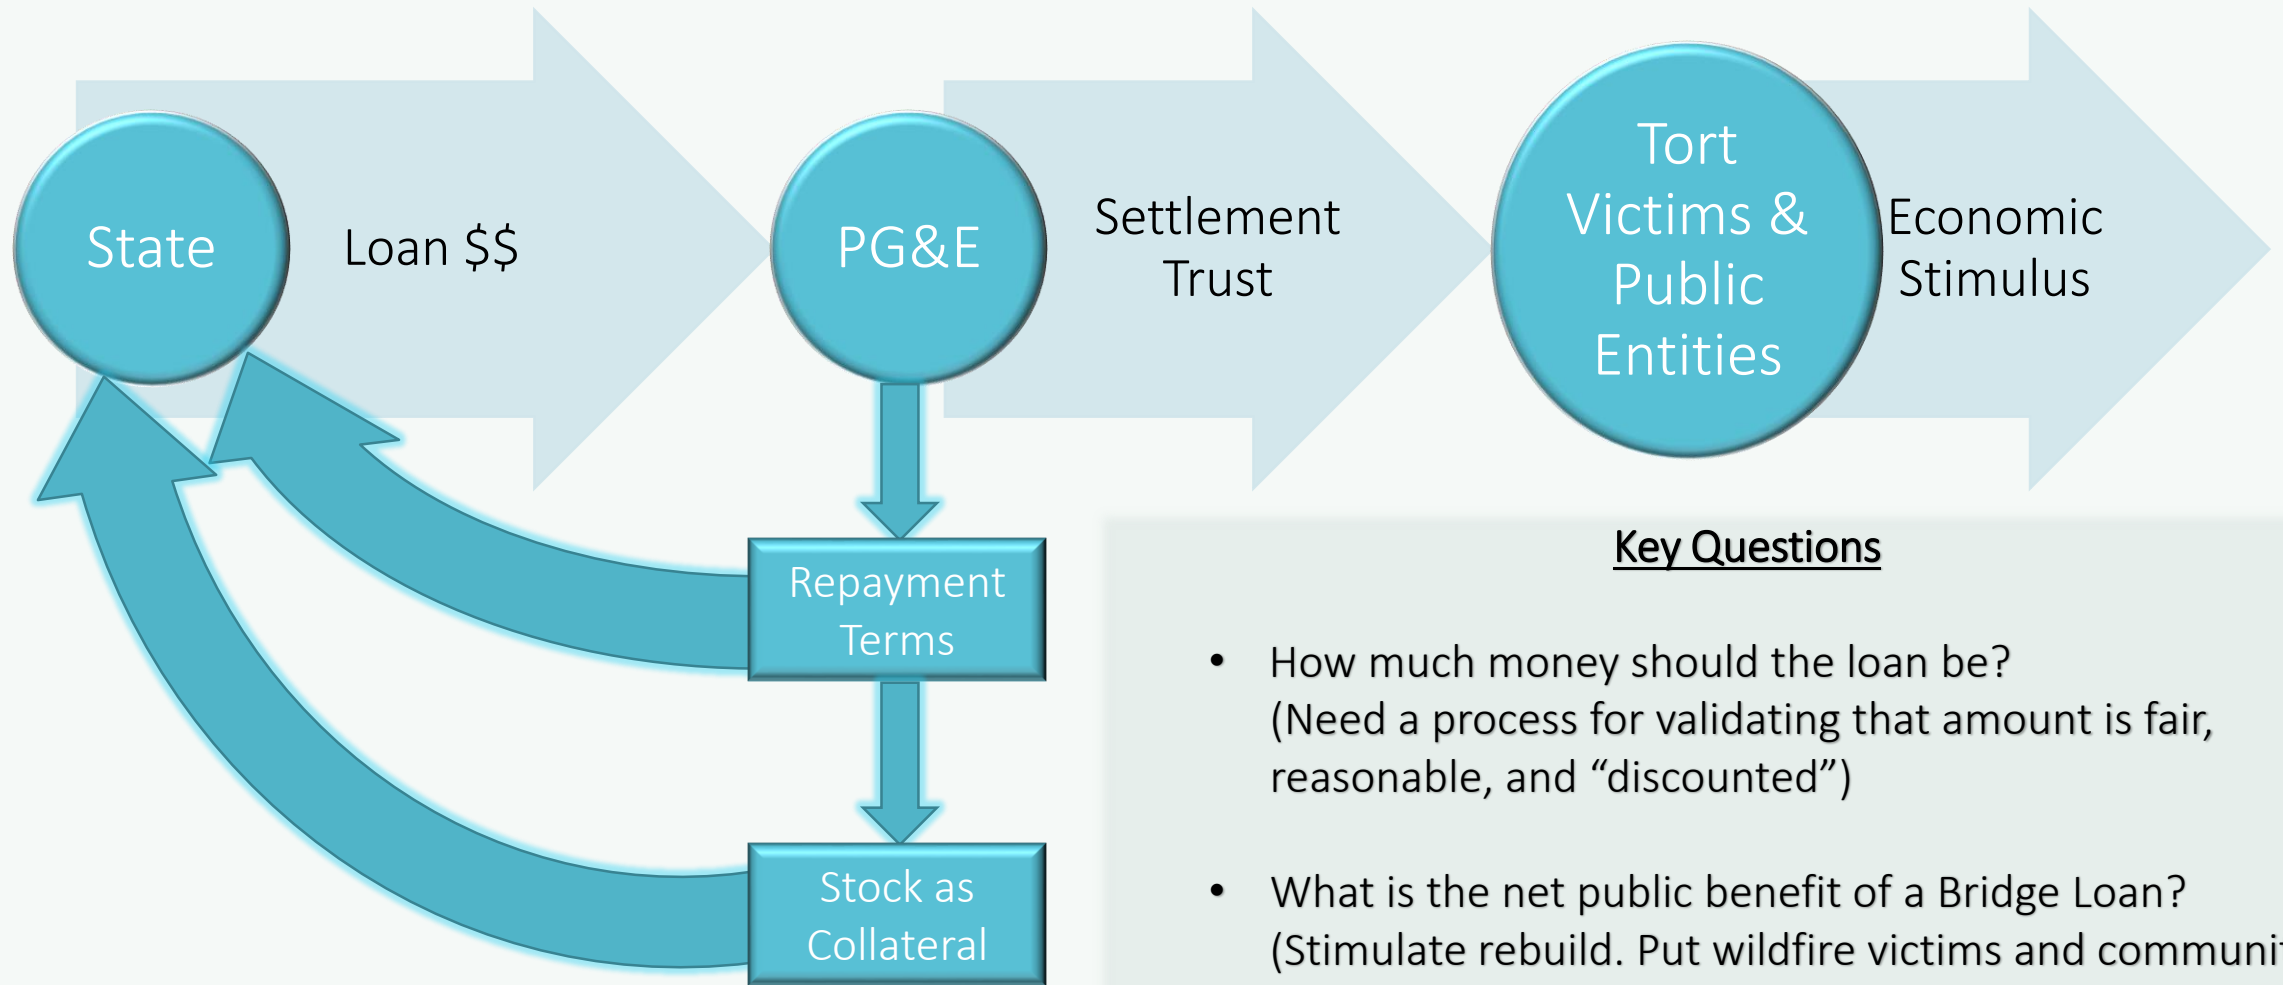 State
Loan $$
PG&E
Settlement
Trust
Tort
Victims &
Public
Entities
Economic
Stimulus
Repayment
Terms
Stock as
Collateral
Key Questions
• How much money should the loan be?
(Need a process for validating that amount is fair,
reasonable, and “discounted”)
• What is the net public benefit of a Bridge Loan?
(Stimulate rebuild. Put wildfire victims and